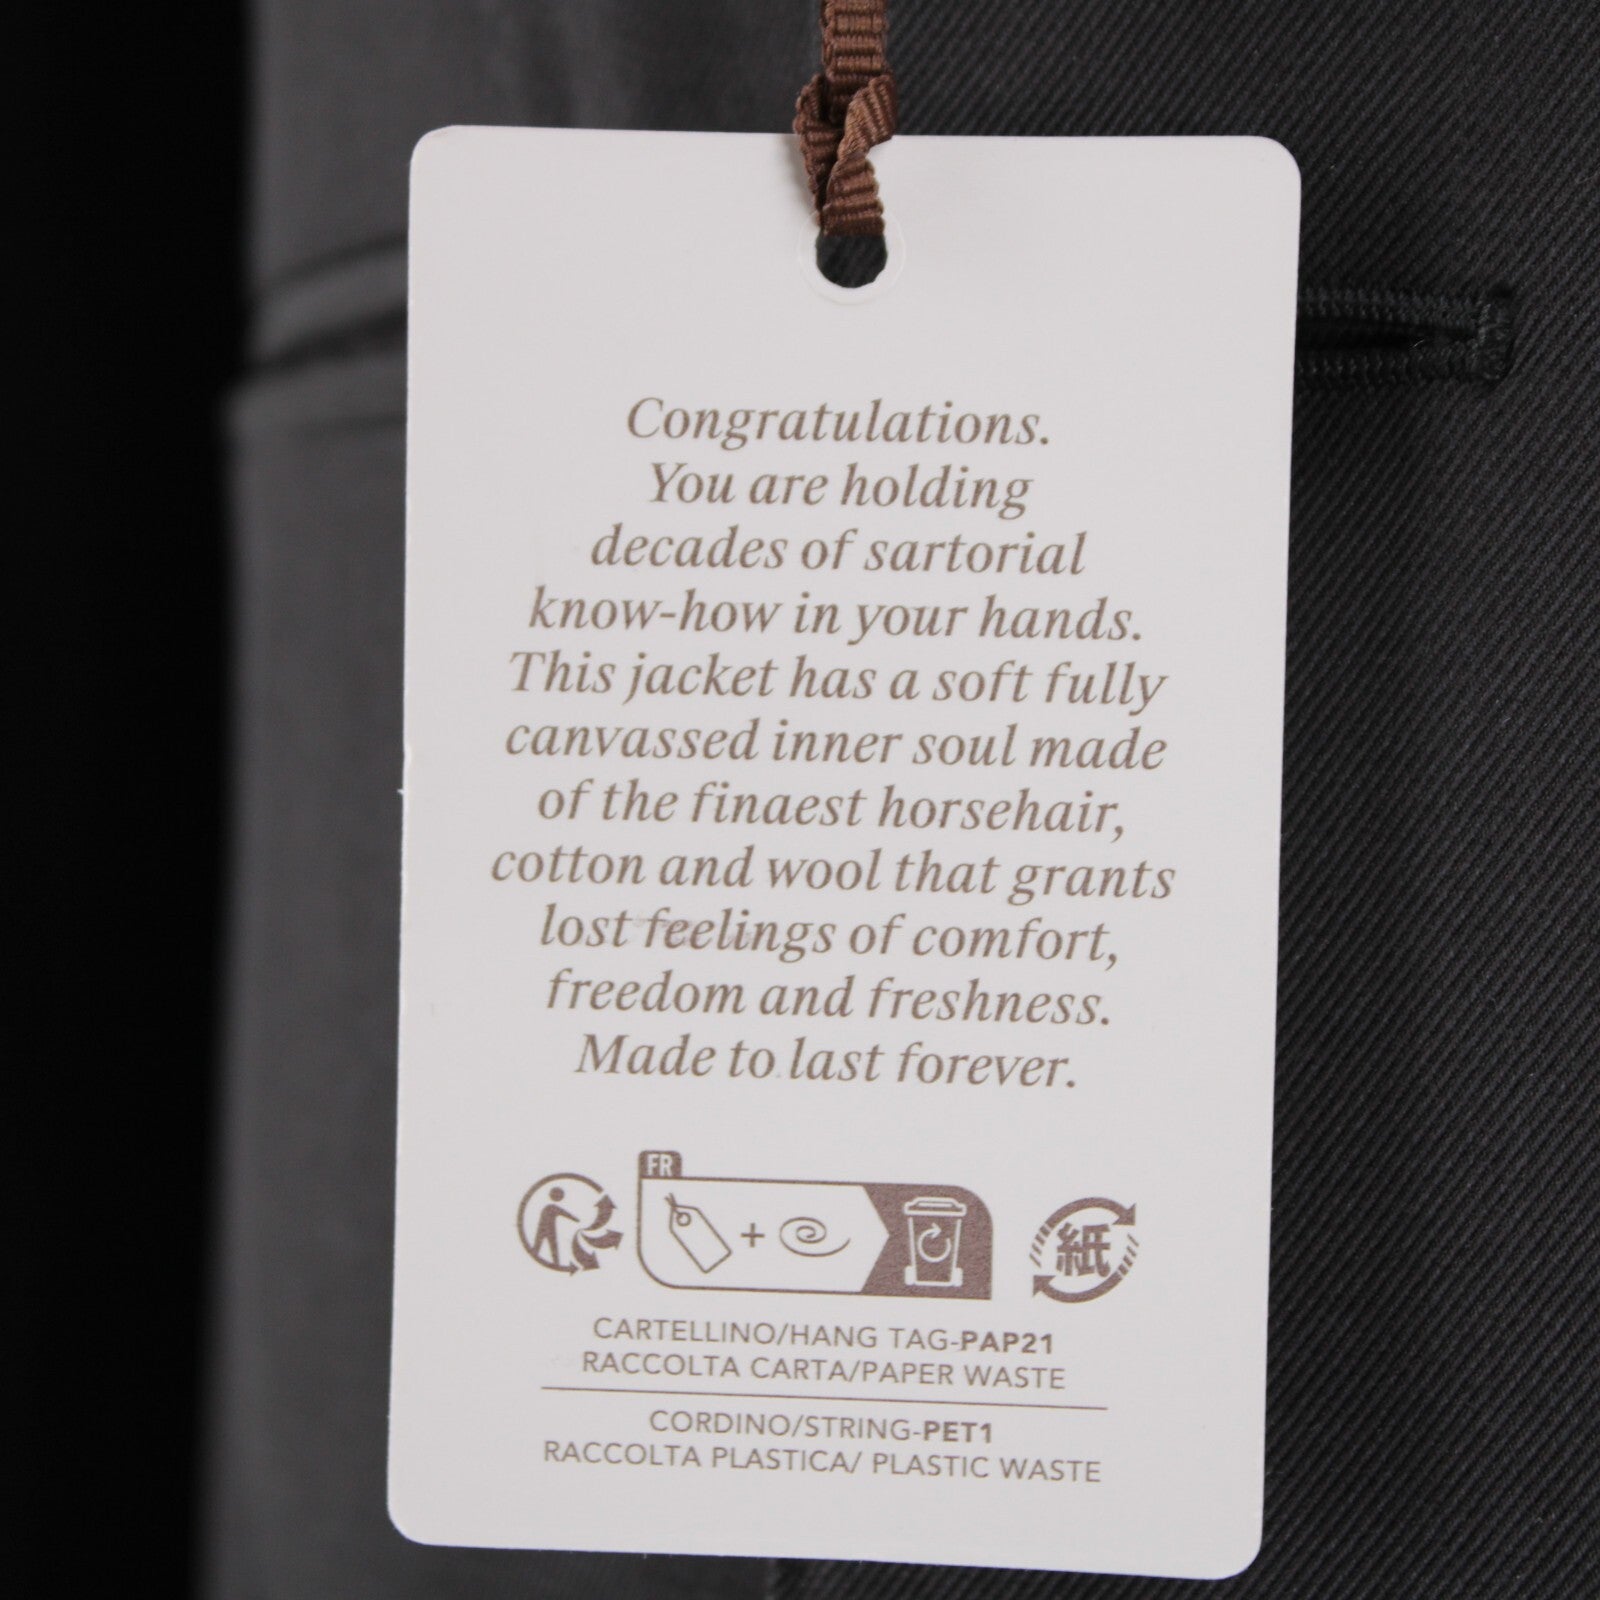 Congratulations.
You are holding
decades of sartorial
know-how in your hands.
This jacket has a soft fully
canvassed inner soul made
of the finaest horsehair,
cotton and wool that grants
lost feelings of comfort,
freedom and freshness.
Made to last forever.
FR
+
紙
CARTELLINO/HANG TAG-PAP21
RACCOLTA CARTA/PAPER WASTE
CORDINO/STRING-PET1
RACCOLTA PLASTICA/ PLASTIC WASTE